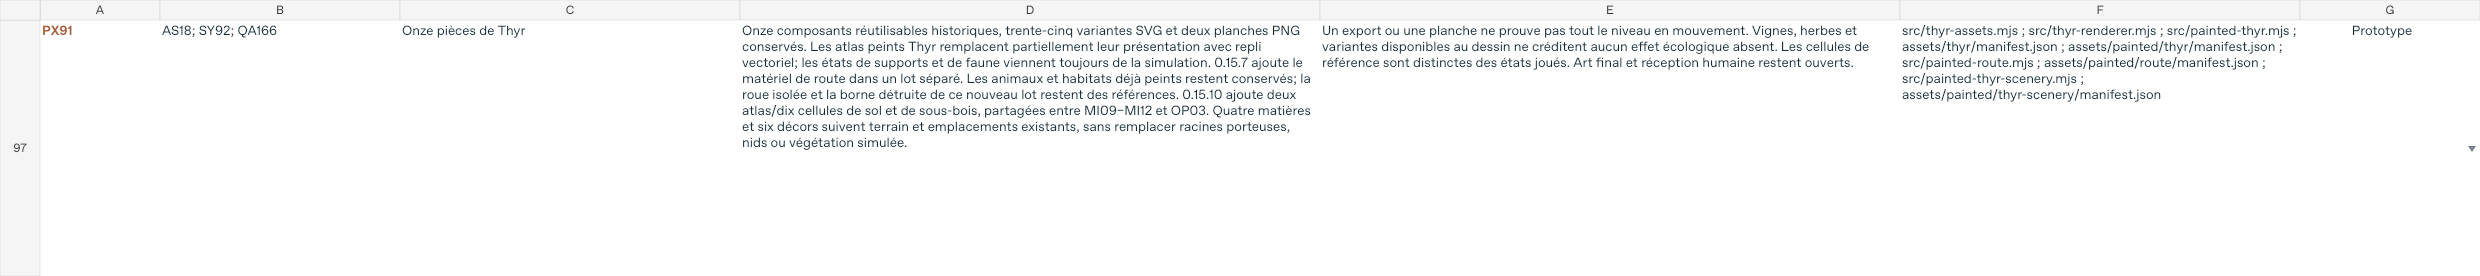 A B C D E F G
97
PX91
AS18; SY92; QA166
Onze pièces de Thyr
Onze composants réutilisables historiques, trente-cinq variantes SVG et deux planches PNG
conservés. Les atlas peints Thyr remplacent partiellement leur présentation avec repli
vectoriel; les états de supports et de faune viennent toujours de la simulation. 0.15.7 ajoute le
matériel de route dans un lot séparé. Les animaux et habitats déjà peints restent conservés; la
roue isolée et la borne détruite de ce nouveau lot restent des références. 0.15.10 ajoute deux
atlas/dix cellules de sol et de sous-bois, partagées entre MI09–MI12 et OP03. Quatre matières
et six décors suivent terrain et emplacements existants, sans remplacer racines porteuses,
nids ou végétation simulée.
Un export ou une planche ne prouve pas tout le niveau en mouvement. Vignes, herbes et
variantes disponibles au dessin ne créditent aucun effet écologique absent. Les cellules de
référence sont distinctes des états joués. Art final et réception humaine restent ouverts.
src/thyr-assets.mjs ; src/thyr-renderer.mjs ; src/painted-thyr.mjs ;
assets/thyr/manifest.json ; assets/painted/thyr/manifest.json ;
src/painted-route.mjs ; assets/painted/route/manifest.json ;
src/painted-thyr-scenery.mjs ;
assets/painted/thyr-scenery/manifest.json
Prototype